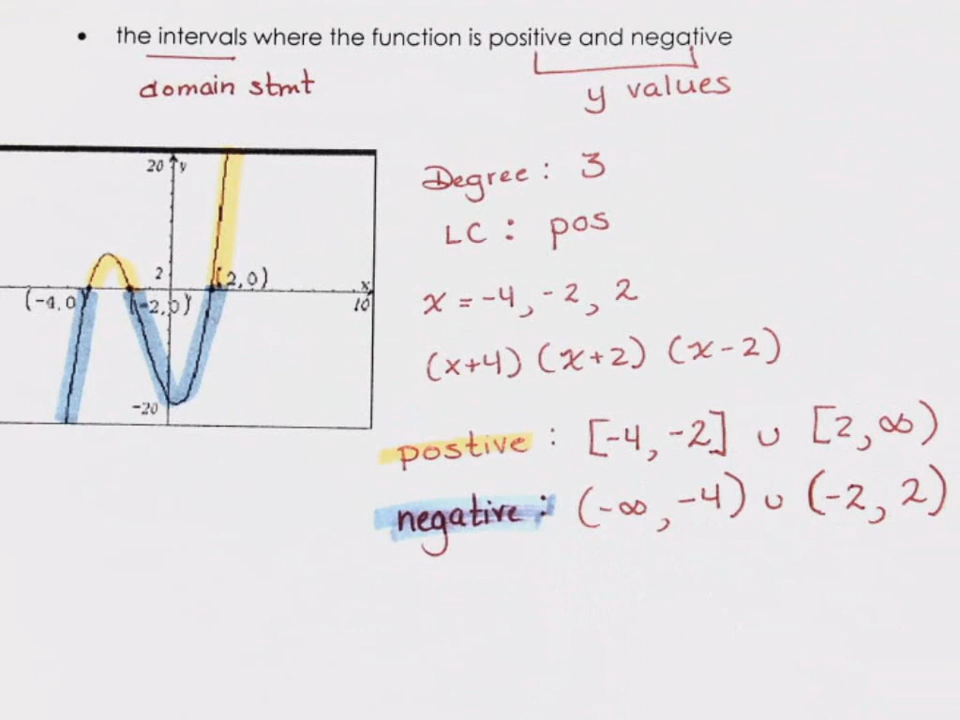 • the intervals where the function is positive and negative
domain stmt
y values
20 y
2
(2,0)
x
(-4,0
(-2,0)
10
-20
Degree : 3
LC : pos
x = -4, -2, 2
(x+4) (x+2) (x-2)
postive : [-4, -2] ∪ [2, ∞)
negative : (-∞, -4) ∪ (-2, 2)